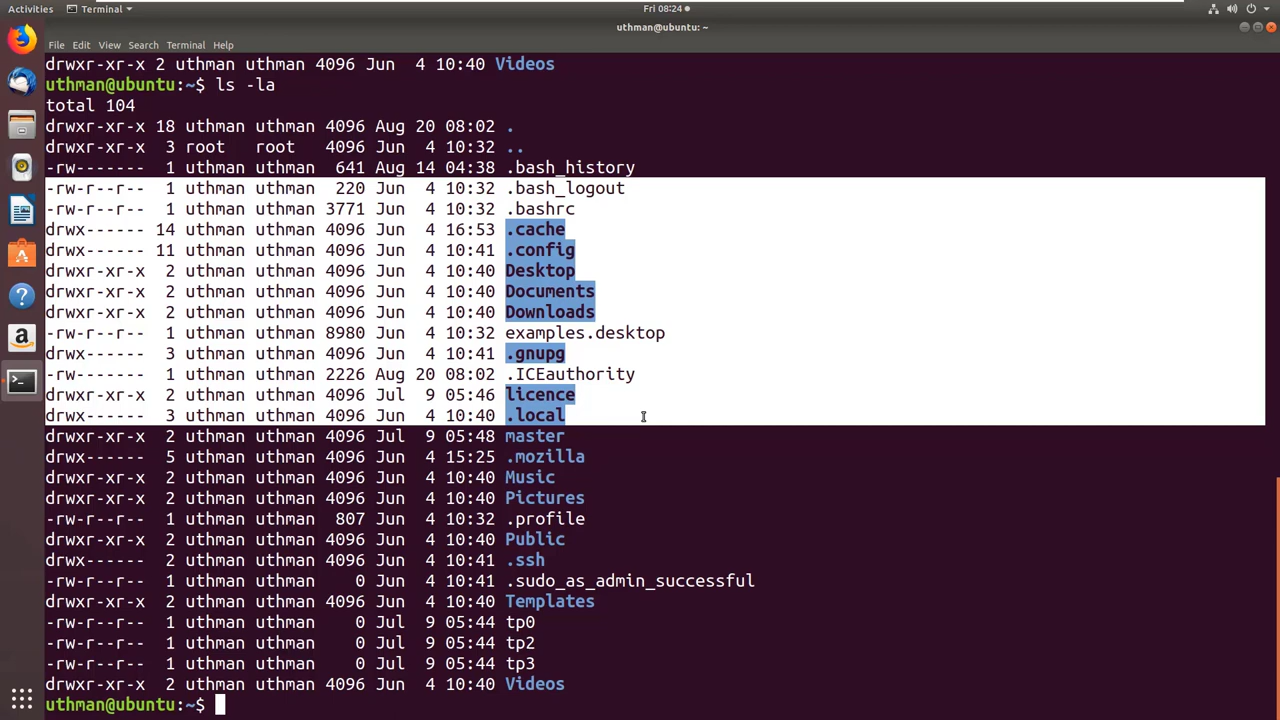 Activities Terminal Fri 08:24
uthman@ubuntu: ~
File Edit View Search Terminal Help
drwxr-xr-x 2 uthman uthman 4096 Jun  4 10:40 Videos
uthman@ubuntu:~$ ls -la
total 104
drwxr-xr-x 18 uthman uthman 4096 Aug 20 08:02 .
drwxr-xr-x  3 root   root   4096 Jun  4 10:32 ..
-rw-------  1 uthman uthman  641 Aug 14 04:38 .bash_history
-rw-r--r--  1 uthman uthman  220 Jun  4 10:32 .bash_logout
-rw-r--r--  1 uthman uthman 3771 Jun  4 10:32 .bashrc
drwx------ 14 uthman uthman 4096 Jun  4 16:53 .cache
drwx------ 11 uthman uthman 4096 Jun  4 10:41 .config
drwxr-xr-x  2 uthman uthman 4096 Jun  4 10:40 Desktop
drwxr-xr-x  2 uthman uthman 4096 Jun  4 10:40 Documents
drwxr-xr-x  2 uthman uthman 4096 Jun  4 10:40 Downloads
-rw-r--r--  1 uthman uthman 8980 Jun  4 10:32 examples.desktop
drwx------  3 uthman uthman 4096 Jun  4 10:41 .gnupg
-rw-------  1 uthman uthman 2226 Aug 20 08:02 .ICEauthority
drwxr-xr-x  2 uthman uthman 4096 Jul  9 05:46 licence
drwx------  3 uthman uthman 4096 Jun  4 10:40 .local
drwxr-xr-x  2 uthman uthman 4096 Jul  9 05:48 master
drwx------  5 uthman uthman 4096 Jun  4 15:25 .mozilla
drwxr-xr-x  2 uthman uthman 4096 Jun  4 10:40 Music
drwxr-xr-x  2 uthman uthman 4096 Jun  4 10:40 Pictures
-rw-r--r--  1 uthman uthman  807 Jun  4 10:32 .profile
drwxr-xr-x  2 uthman uthman 4096 Jun  4 10:40 Public
drwx------  2 uthman uthman 4096 Jun  4 10:41 .ssh
-rw-r--r--  1 uthman uthman    0 Jun  4 10:41 .sudo_as_admin_successful
drwxr-xr-x  2 uthman uthman 4096 Jun  4 10:40 Templates
-rw-r--r--  1 uthman uthman    0 Jul  9 05:44 tp0
-rw-r--r--  1 uthman uthman    0 Jul  9 05:44 tp2
-rw-r--r--  1 uthman uthman    0 Jul  9 05:44 tp3
drwxr-xr-x  2 uthman uthman 4096 Jun  4 10:40 Videos
uthman@ubuntu:~$